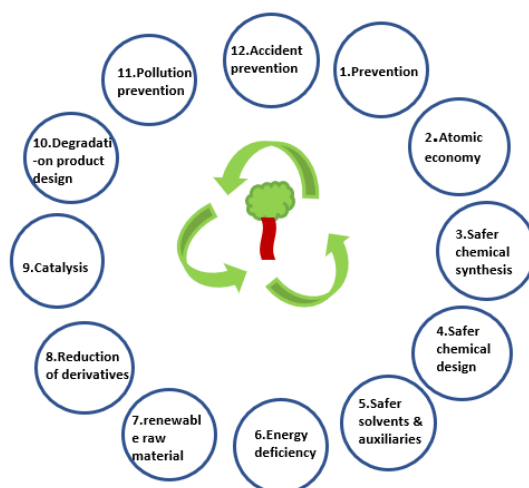 12.Accident
prevention
1.Prevention
2.Atomic
economy
3.Safer
chemical
synthesis
4.Safer
chemical
design
5.Safer
solvents &
auxiliaries
6.Energy
deficiency
7.renewabl
e raw
material
8.Reduction
of derivatives
9.Catalysis
10.Degradati
-on product
design
11.Pollution
prevention